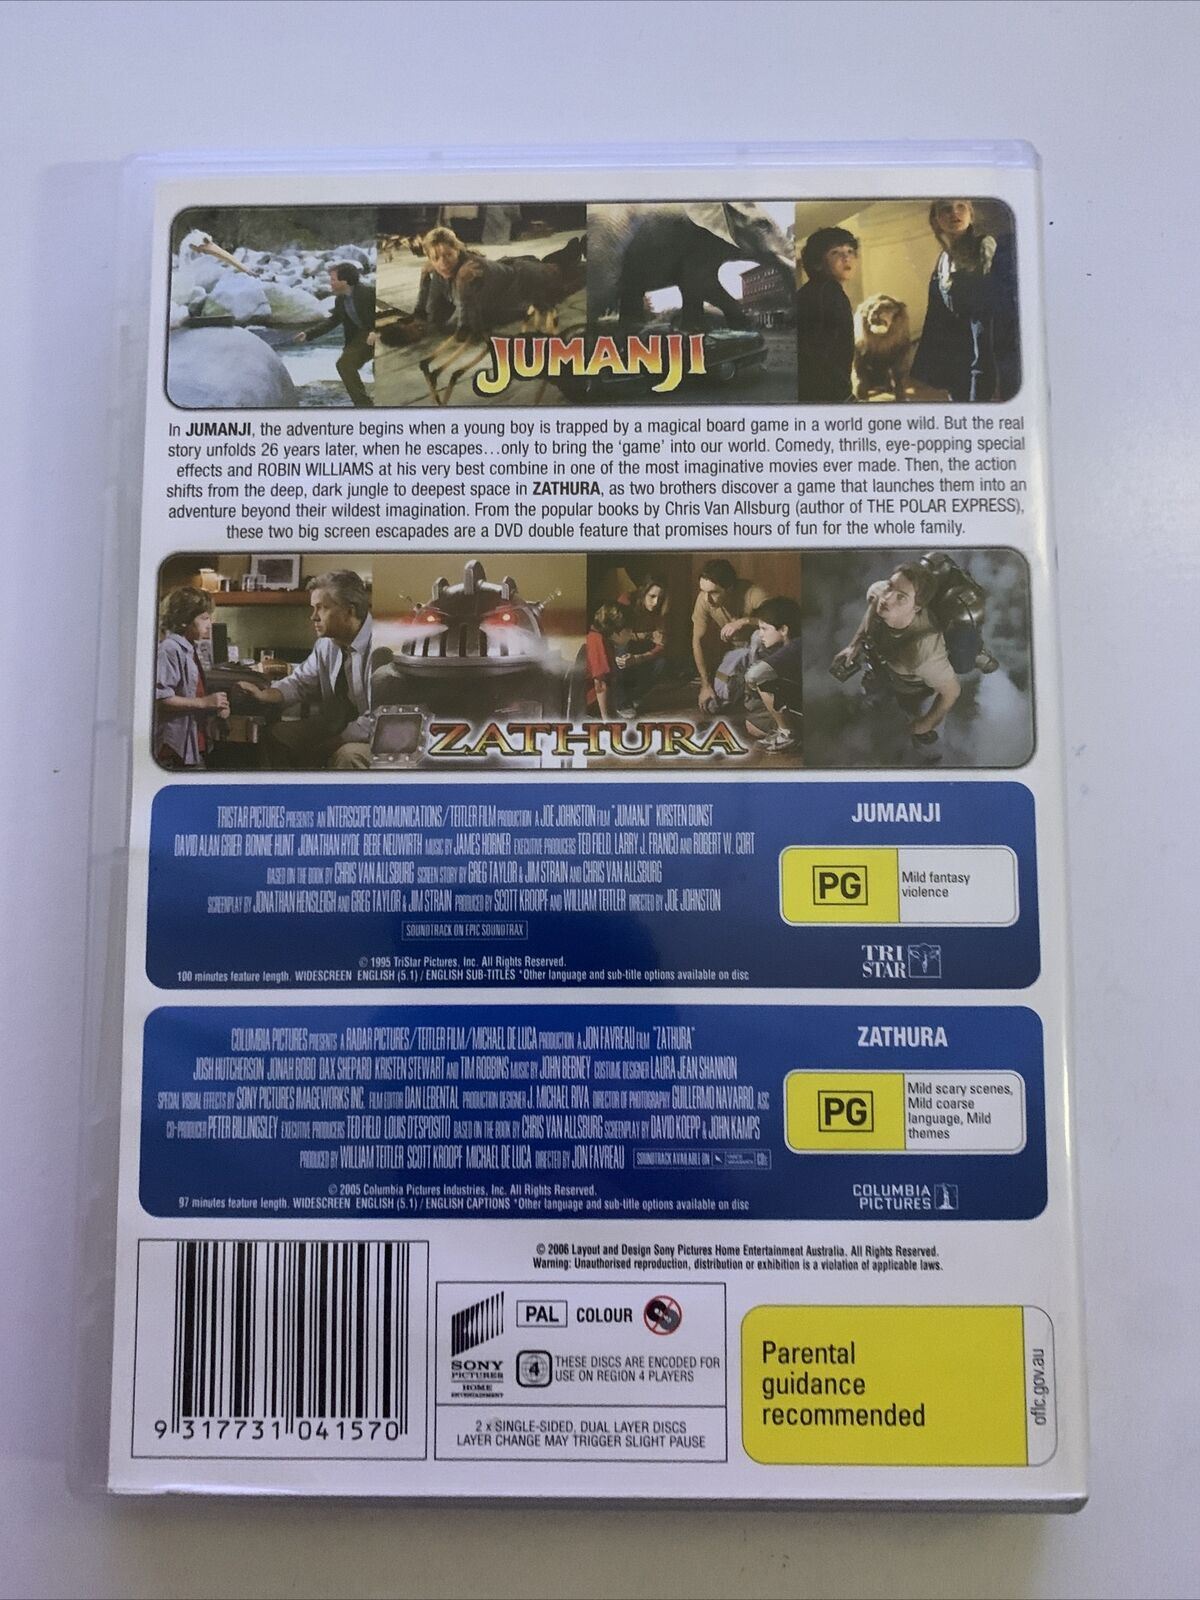 JUMANJI
In JUMANJI, the adventure begins when a young boy is trapped by a magical board game in a world gone wild. But the real
story unfolds 26 years later, when he escapes...only to bring the ‘game’ into our world. Comedy, thrills, eye-popping special
effects and ROBIN WILLIAMS at his very best combine in one of the most imaginative movies ever made. Then, the action
shifts from the deep, dark jungle to deepest space in ZATHURA, as two brothers discover a game that launches them into an
adventure beyond their wildest imagination. From the popular books by Chris Van Allsburg (author of THE POLAR EXPRESS),
these two big screen escapades are a DVD double feature that promises hours of fun for the whole family.
ZATHURA
TRISTAR PICTURES PRESENTS AN INTERSCOPE COMMUNICATIONS/TEITLER FILM PRODUCTION A JOE JOHNSTON FILM "JUMANJI" KIRSTEN DUNST
DAVID ALAN GRIER BONNIE HUNT JONATHAN HYDE BEBE NEUWIRTH MUSIC BY JAMES HORNER EXECUTIVE PRODUCERS TED FIELD, LARRY J. FRANCO AND ROBERT W. CORT
BASED ON THE BOOK BY CHRIS VAN ALLSBURG SCREEN STORY BY GREG TAYLOR & JIM STRAIN AND CHRIS VAN ALLSBURG
SCREENPLAY BY JONATHAN HENSLEIGH AND GREG TAYLOR & JIM STRAIN PRODUCED BY SCOTT KROOPF AND WILLIAM TEITLER DIRECTED BY JOE JOHNSTON
SOUNDTRACK ON EPIC SOUNDTRAX
© 1995 TriStar Pictures, Inc. All Rights Reserved.
100 minutes feature length. WIDESCREEN ENGLISH (5.1) / ENGLISH SUB-TITLES *Other language and sub-title options available on disc
JUMANJI
PG
Mild fantasy
violence
TRI
STAR
COLUMBIA PICTURES PRESENTS A RADAR PICTURES/TEITLER FILM/MICHAEL DE LUCA PRODUCTION A JON FAVREAU FILM "ZATHURA"
JOSH HUTCHERSON JONAH BOBO DAX SHEPARD KRISTEN STEWART AND TIM ROBBINS MUSIC BY JOHN DEBNEY COSTUME DESIGNER LAURA JEAN SHANNON
SPECIAL VISUAL EFFECTS BY SONY PICTURES IMAGEWORKS INC. FILM EDITOR DAN LEBENTAL PRODUCTION DESIGNER J. MICHAEL RIVA DIRECTOR OF PHOTOGRAPHY GUILLERMO NAVARRO, ASC
CO-PRODUCER PETER BILLINGSLEY EXECUTIVE PRODUCERS TED FIELD LOUIS D'ESPOSITO BASED ON THE BOOK BY CHRIS VAN ALLSBURG SCREENPLAY BY DAVID KOEPP & JOHN KAMPS
PRODUCED BY WILLIAM TEITLER SCOTT KROOPF MICHAEL DE LUCA DIRECTED BY JON FAVREAU SOUNDTRACK AVAILABLE ON
© 2005 Columbia Pictures Industries, Inc. All Rights Reserved.
97 minutes feature length. WIDESCREEN ENGLISH (5.1) / ENGLISH CAPTIONS *Other language and sub-title options available on disc
ZATHURA
PG
Mild scary scenes,
Mild coarse
language, Mild
themes
COLUMBIA
PICTURES
© 2006 Layout and Design Sony Pictures Home Entertainment Australia. All Rights Reserved.
Warning: Unauthorised reproduction, distribution or exhibition is a violation of applicable laws.
9 317731 041570
SONY
PICTURES
HOME
ENTERTAINMENT
PAL COLOUR
4
THESE DISCS ARE ENCODED FOR
USE ON REGION 4 PLAYERS
2 x SINGLE-SIDED, DUAL LAYER DISCS
LAYER CHANGE MAY TRIGGER SLIGHT PAUSE
Parental
guidance
recommended
oflc.gov.au